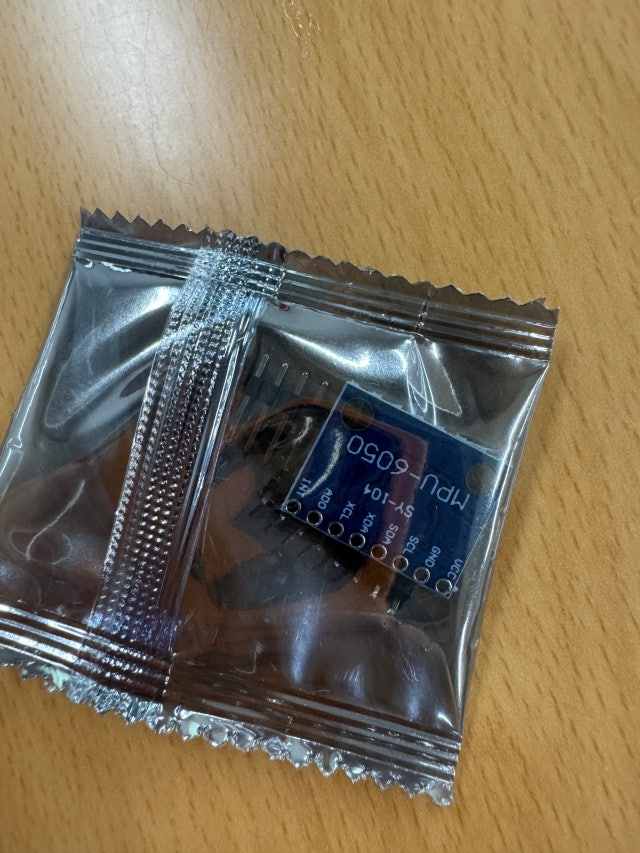 MPU-6050
SY-104
VCC
GND
SCL
SDA
XDA
XCL
AD0
INT